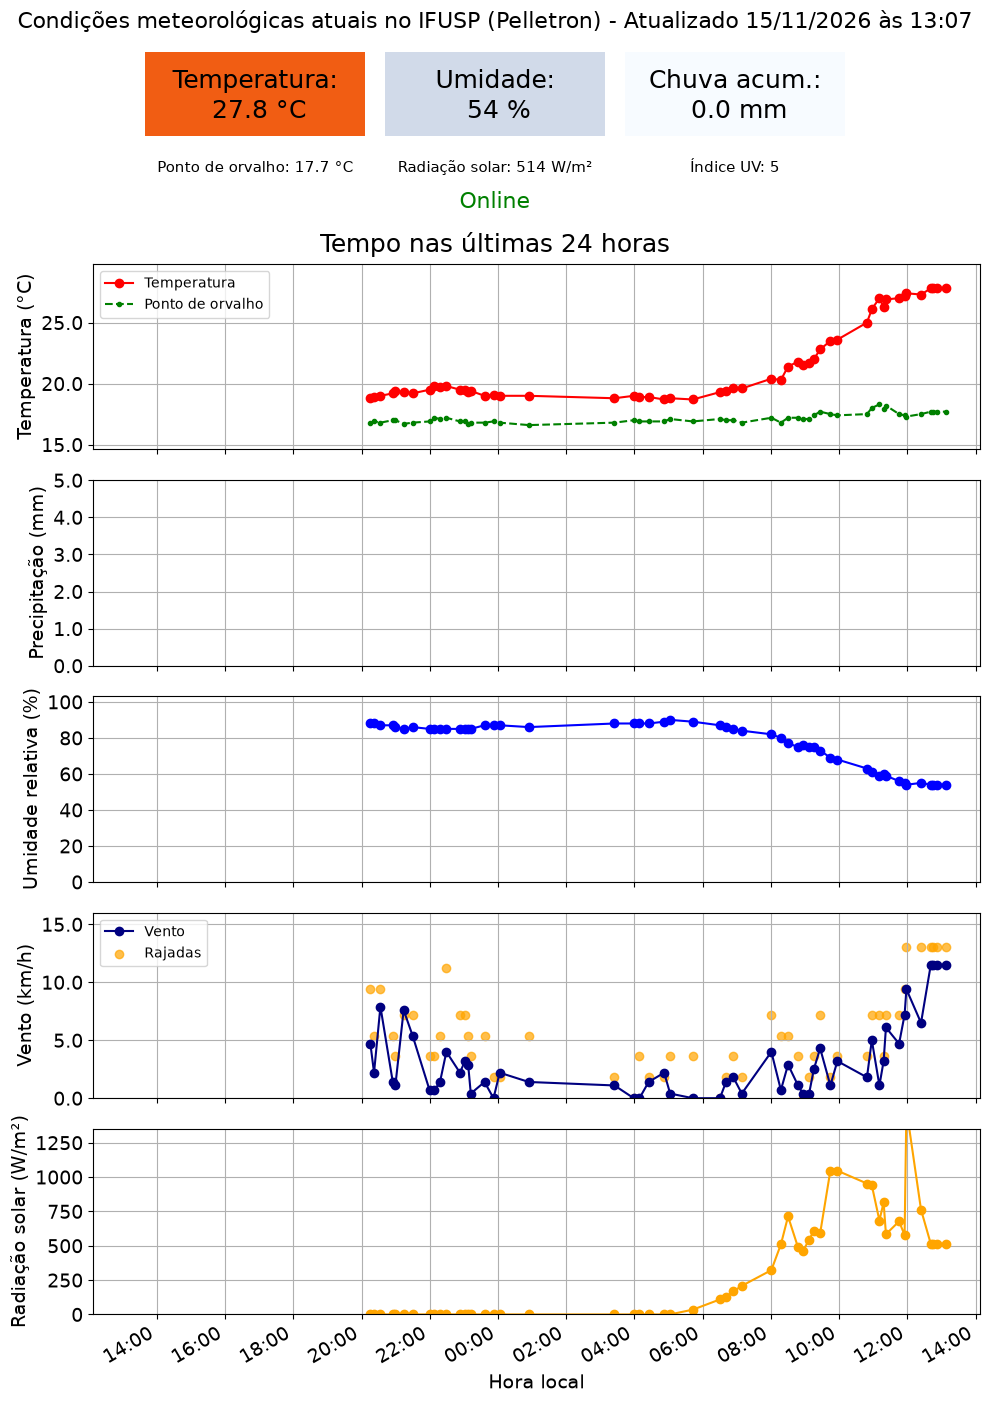 Condições meteorológicas atuais no IFUSP (Pelletron) - Atualizado 15/11/2026 às 13:07
Temperatura:
27.8 °C
Umidade:
54 %
Chuva acum.:
0.0 mm
Ponto de orvalho: 17.7 °C
Radiação solar: 514 W/m²
Índice UV: 5
Online
Tempo nas últimas 24 horas
Temperatura (°C)
25.0
20.0
15.0
Temperatura
Ponto de orvalho
Precipitação (mm)
5.0
4.0
3.0
2.0
1.0
0.0
Umidade relativa (%)
100
80
60
40
20
0
Vento (km/h)
15.0
10.0
5.0
0.0
Vento
Rajadas
Radiação solar (W/m²)
1250
1000
750
500
250
0
14:00 16:00 18:00 20:00 22:00 00:00 02:00 04:00 06:00 08:00 10:00 12:00 14:00
Hora local